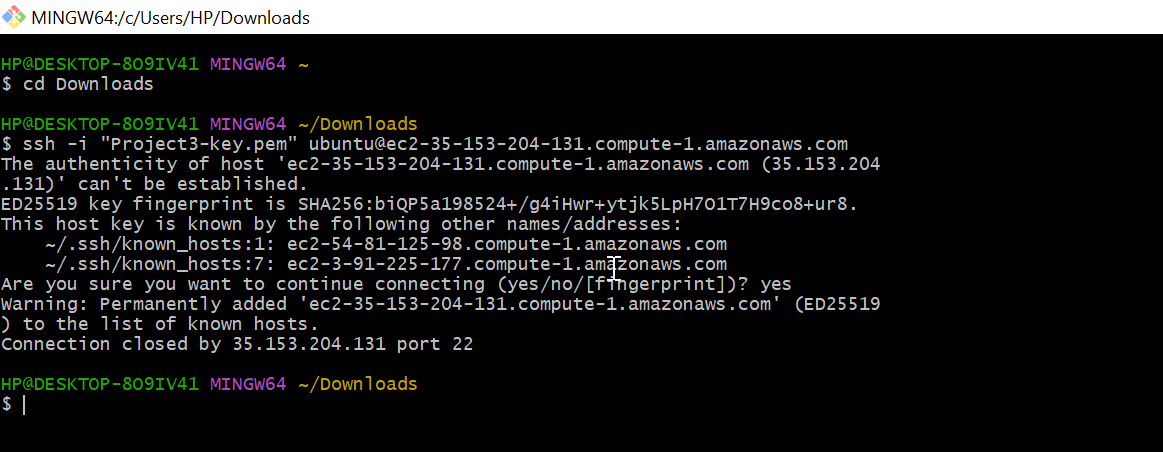 MINGW64:/c/Users/HP/Downloads
HP@DESKTOP-8O9IV41 MINGW64 ~
$ cd Downloads
HP@DESKTOP-8O9IV41 MINGW64 ~/Downloads
$ ssh -i "Project3-key.pem" ubuntu@ec2-35-153-204-131.compute-1.amazonaws.com
The authenticity of host 'ec2-35-153-204-131.compute-1.amazonaws.com (35.153.204
.131)' can't be established.
ED25519 key fingerprint is SHA256:biQP5a198524+/g4iHwr+ytjk5LpH7O1T7H9co8+ur8.
This host key is known by the following other names/addresses:
    ~/.ssh/known_hosts:1: ec2-54-81-125-98.compute-1.amazonaws.com
    ~/.ssh/known_hosts:7: ec2-3-91-225-177.compute-1.amazonaws.com
Are you sure you want to continue connecting (yes/no/[fingerprint])? yes
Warning: Permanently added 'ec2-35-153-204-131.compute-1.amazonaws.com' (ED25519
) to the list of known hosts.
Connection closed by 35.153.204.131 port 22
HP@DESKTOP-8O9IV41 MINGW64 ~/Downloads
$